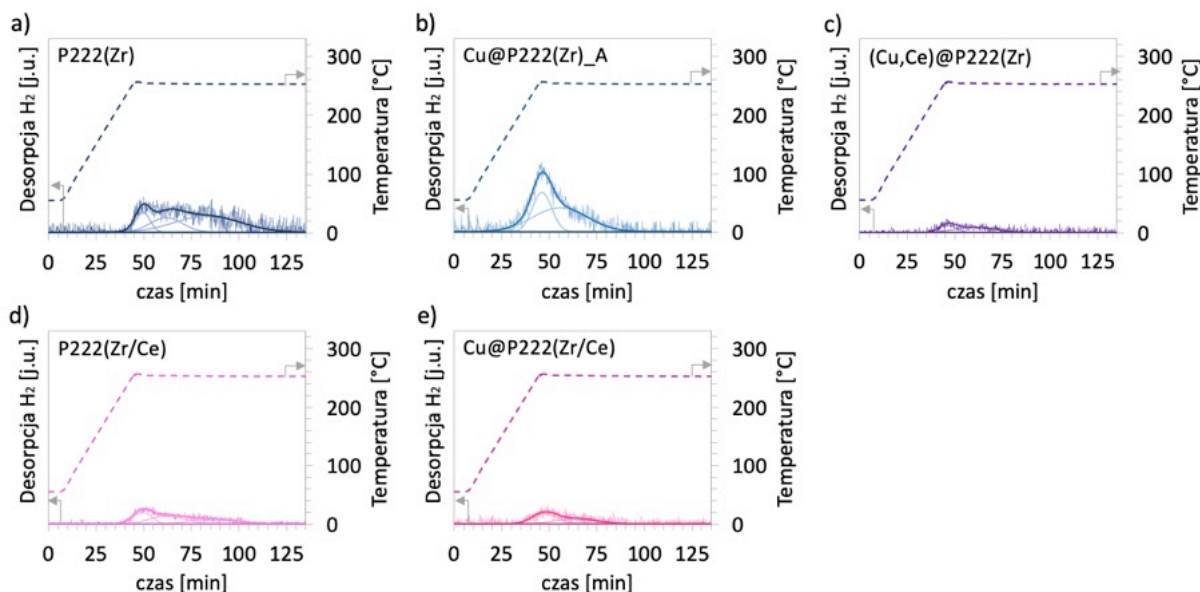 a)
P222(Zr)
Desorpcja H₂ [j.u.]
300
200
100
0
Temperatura [°C]
0 25 50 75 100 125
czas [min]
b)
Cu@P222(Zr)_A
Desorpcja H₂ [j.u.]
300
200
100
0
Temperatura [°C]
0 25 50 75 100 125
czas [min]
c)
(Cu,Ce)@P222(Zr)
Desorpcja H₂ [j.u.]
300
200
100
0
Temperatura [°C]
0 25 50 75 100 125
czas [min]
d)
P222(Zr/Ce)
Desorpcja H₂ [j.u.]
300
200
100
0
Temperatura [°C]
0 25 50 75 100 125
czas [min]
e)
Cu@P222(Zr/Ce)
Desorpcja H₂ [j.u.]
300
200
100
0
Temperatura [°C]
0 25 50 75 100 125
czas [min]